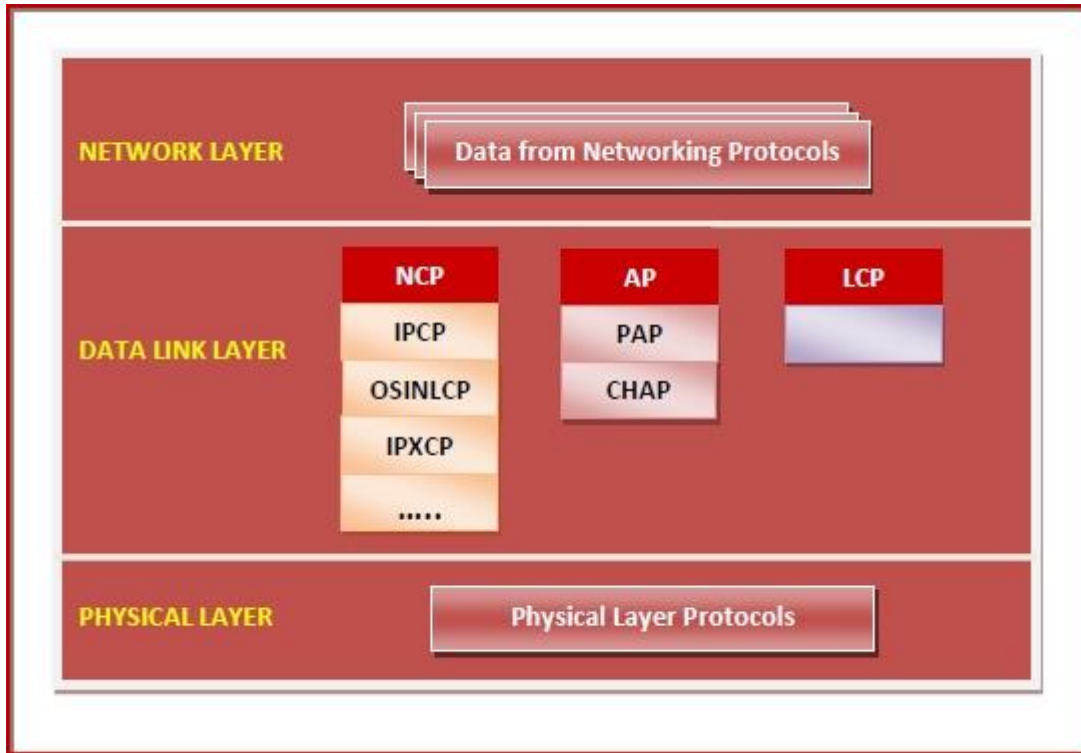 NETWORK LAYER
Data from Networking Protocols
DATA LINK LAYER
NCP
IPCP
OSINLCP
IPXCP
.....
AP
PAP
CHAP
LCP
PHYSICAL LAYER
Physical Layer Protocols